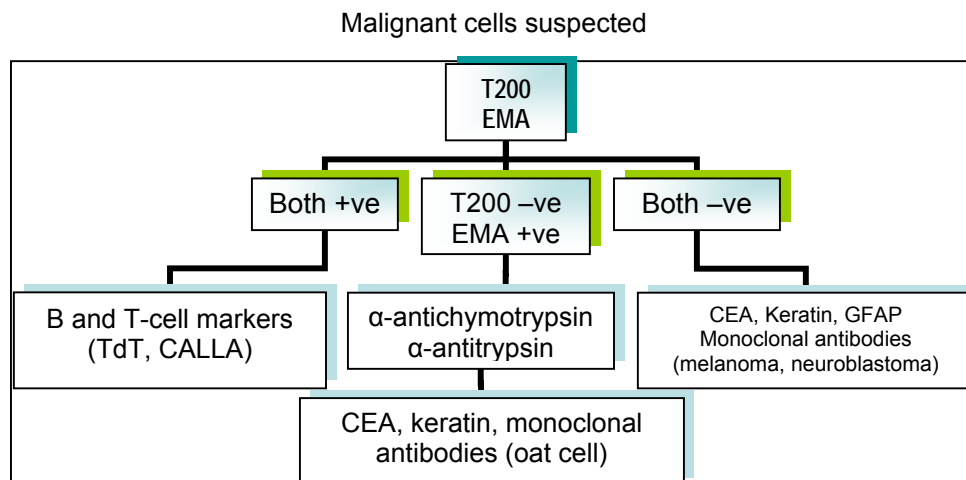 Malignant cells suspected
T200
EMA
Both +ve
T200 –ve
EMA +ve
Both –ve
B and T-cell markers
(TdT, CALLA)
α-antichymotrypsin
α-antitrypsin
CEA, Keratin, GFAP
Monoclonal antibodies
(melanoma, neuroblastoma)
CEA, keratin, monoclonal
antibodies (oat cell)